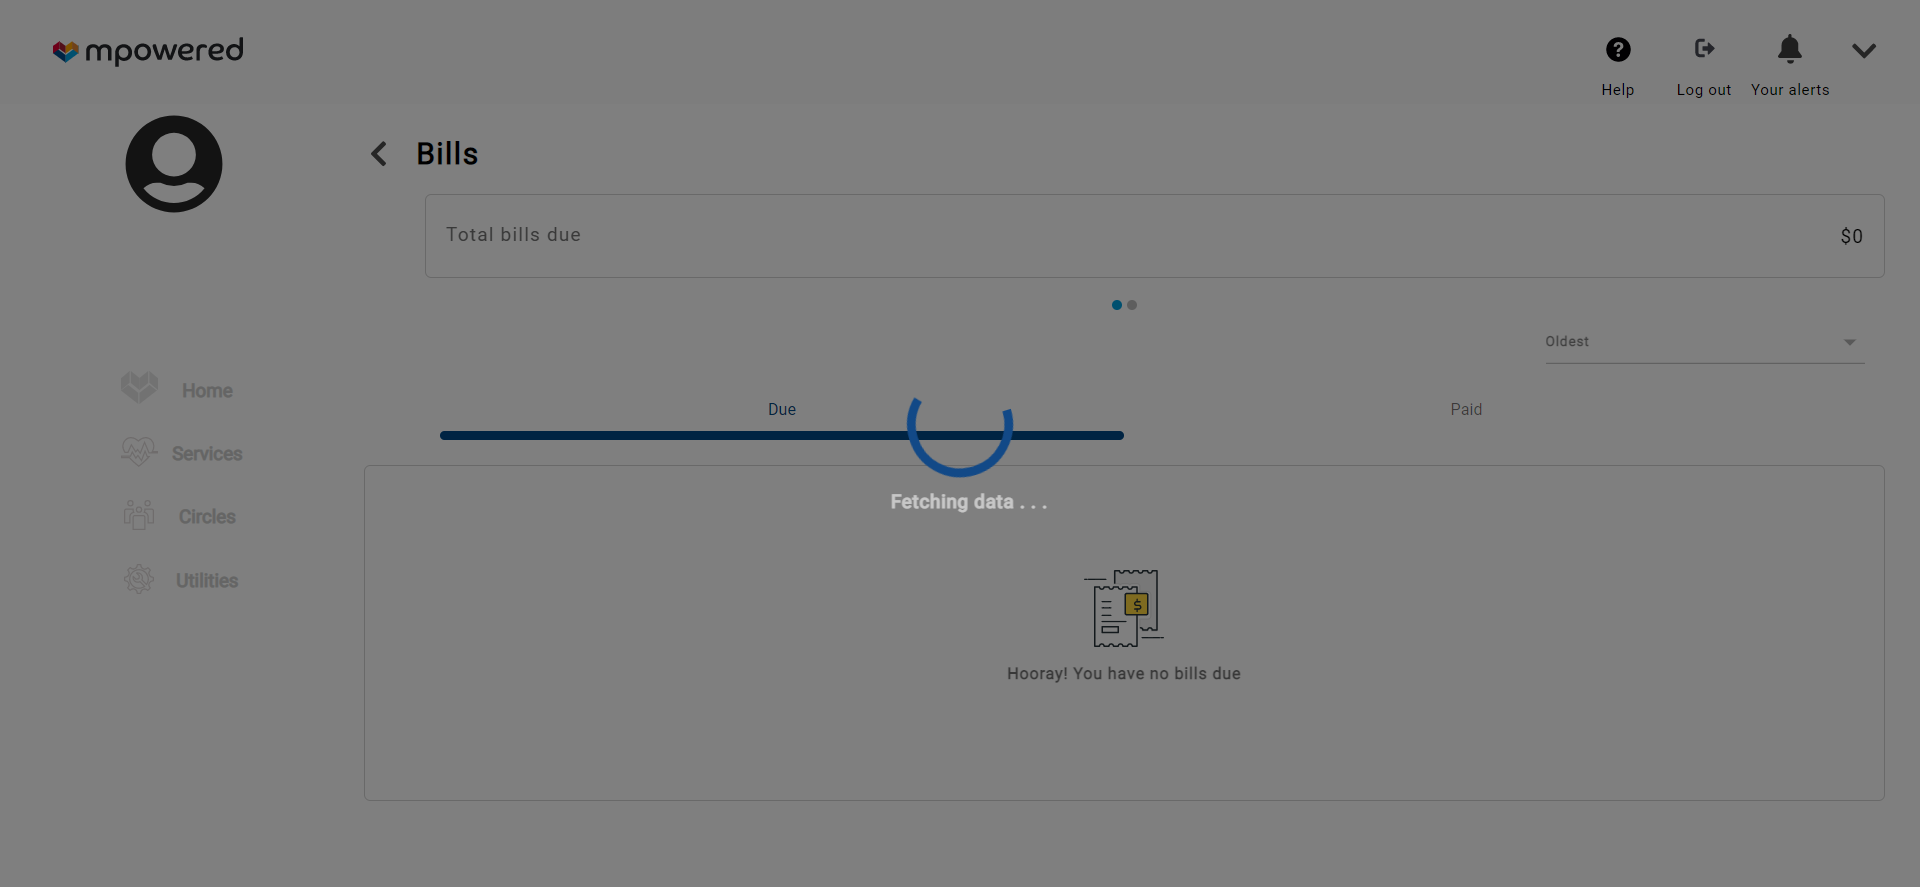 mpowered
Help
Log out
Your alerts
Bills
Total bills due
$0
Oldest
Due
Paid
Home
Services
Circles
Utilities
Fetching data . . .
$
Hooray! You have no bills due